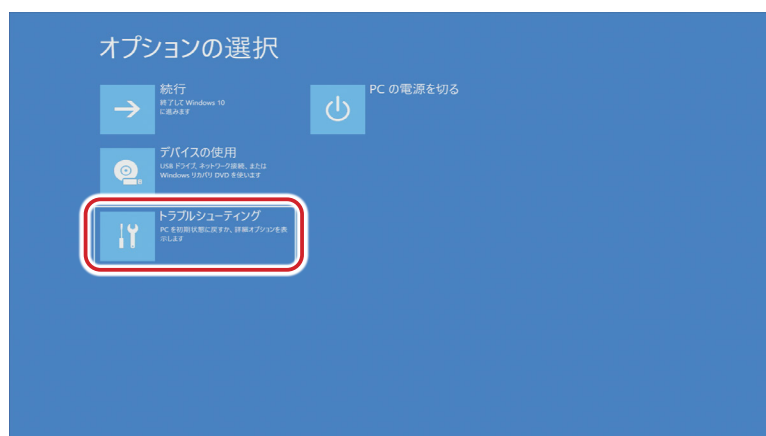 オプションの選択
続行
終了して Windows 10
に進みます
PC の電源を切る
デバイスの使用
USB ドライブ、ネットワーク接続、または
Windows リカバリ DVD を使います
トラブルシューティング
PC を初期状態に戻すか、詳細オプションを表
示します